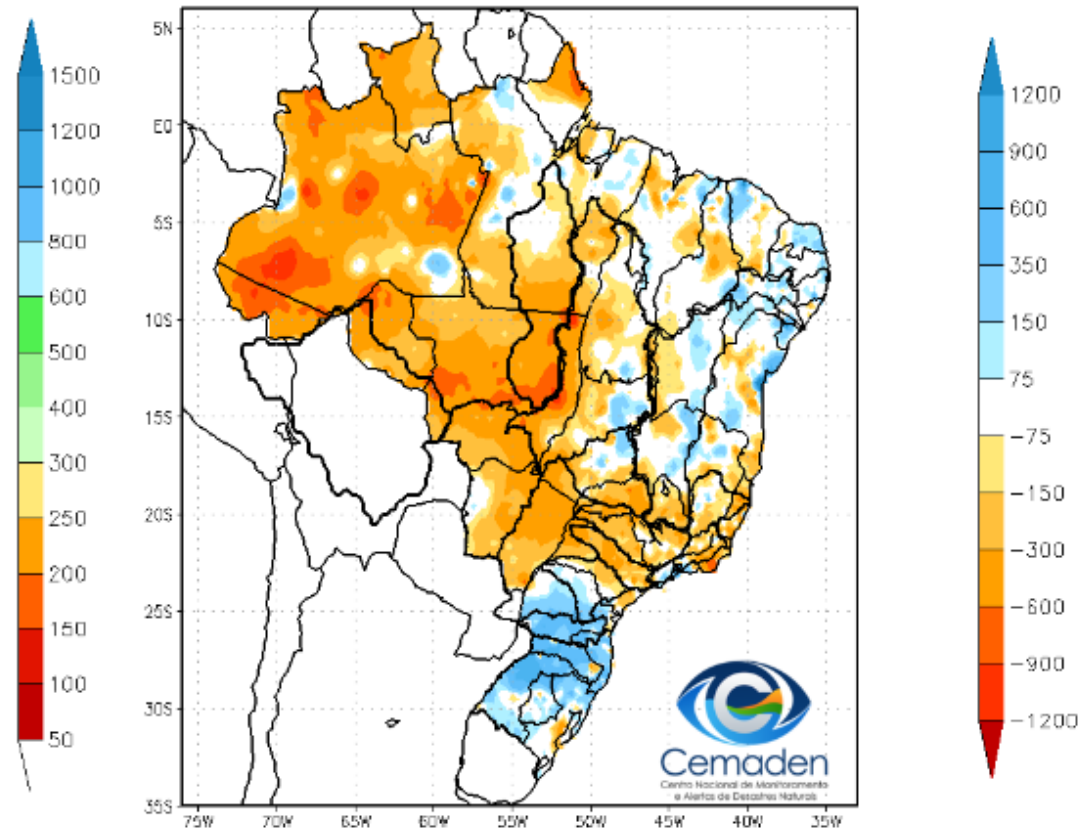 1500
1200
1000
800
600
500
400
300
250
200
150
100
50
5N
EQ
5S
10S
15S
20S
25S
30S
35S
75W
70W
65W
60W
55W
50W
45W
40W
35W
1200
900
600
350
150
75
-75
-150
-300
-600
-900
-1200
Cemaden
Centro Nacional de Monitoramento
e Alertas de Desastres Naturais